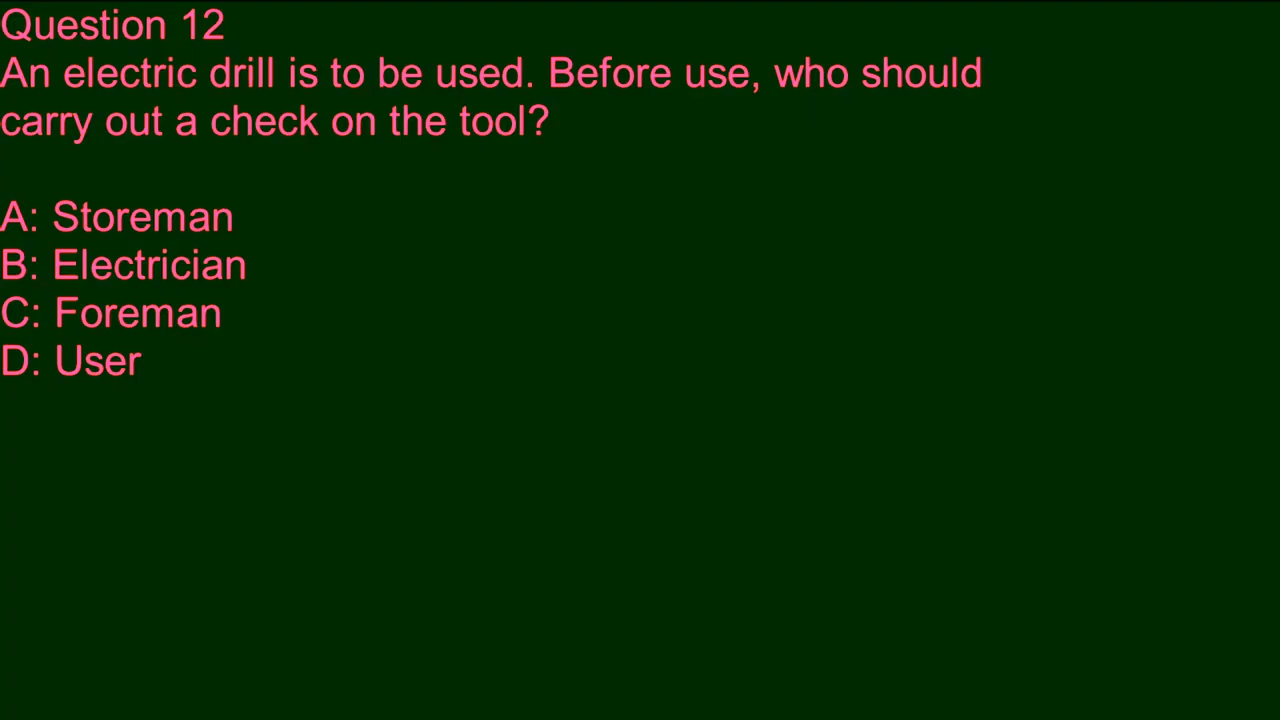 Question 12
An electric drill is to be used. Before use, who should
carry out a check on the tool?
A: Storeman
B: Electrician
C: Foreman
D: User